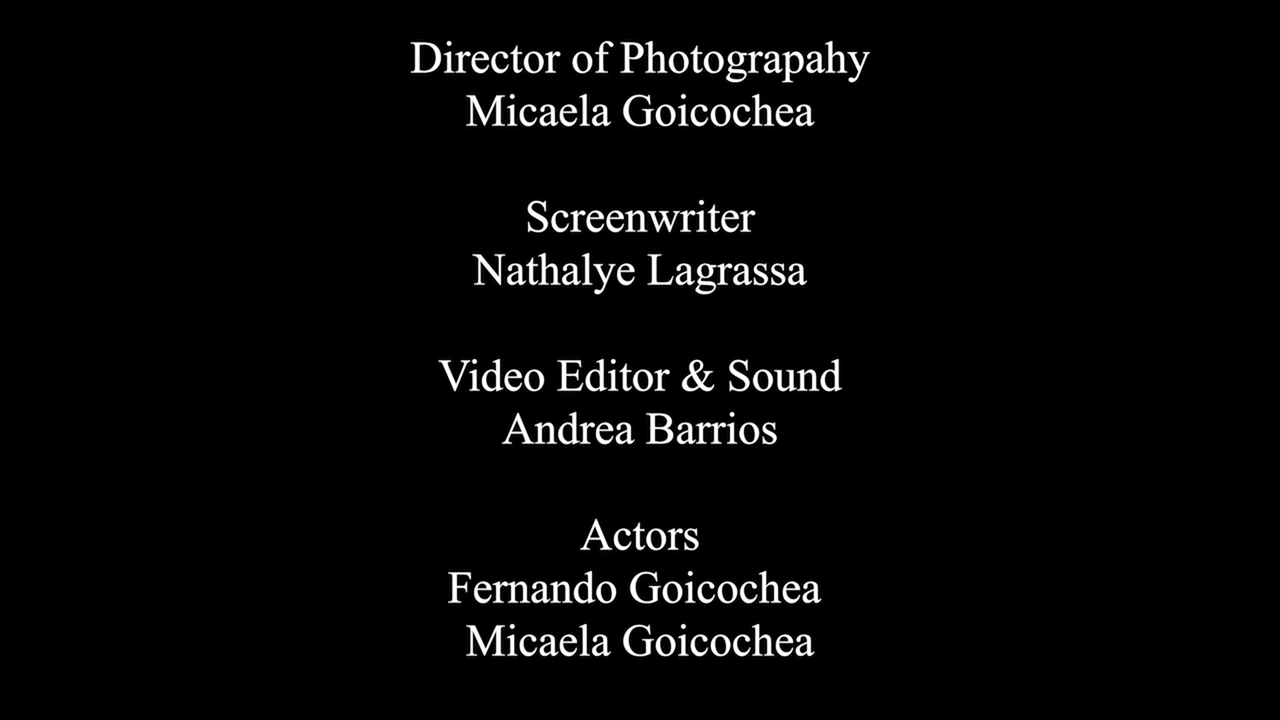 Director of Photograpahy
Micaela Goicochea
Screenwriter
Nathalye Lagrassa
Video Editor & Sound
Andrea Barrios
Actors
Fernando Goicochea
Micaela Goicochea